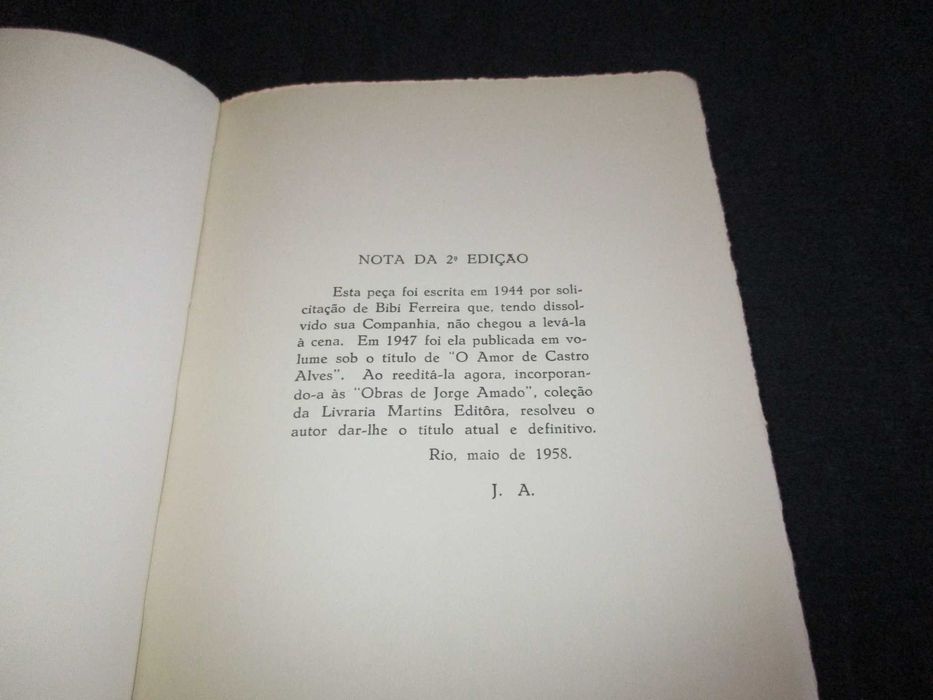 NOTA DA 2ª EDIÇÃO
Esta peça foi escrita em 1944 por soli-
citação de Bibi Ferreira que, tendo dissol-
vido sua Companhia, não chegou a levá-la
à cena. Em 1947 foi ela publicada em vo-
lume sob o título de "O Amor de Castro
Alves". Ao reeditá-la agora, incorporan-
do-a às "Obras de Jorge Amado", coleção
da Livraria Martins Editôra, resolveu o
autor dar-lhe o título atual e definitivo.
Rio, maio de 1958.
J. A.